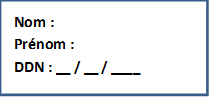 Nom :
Prénom :
DDN : __ / __ / ____